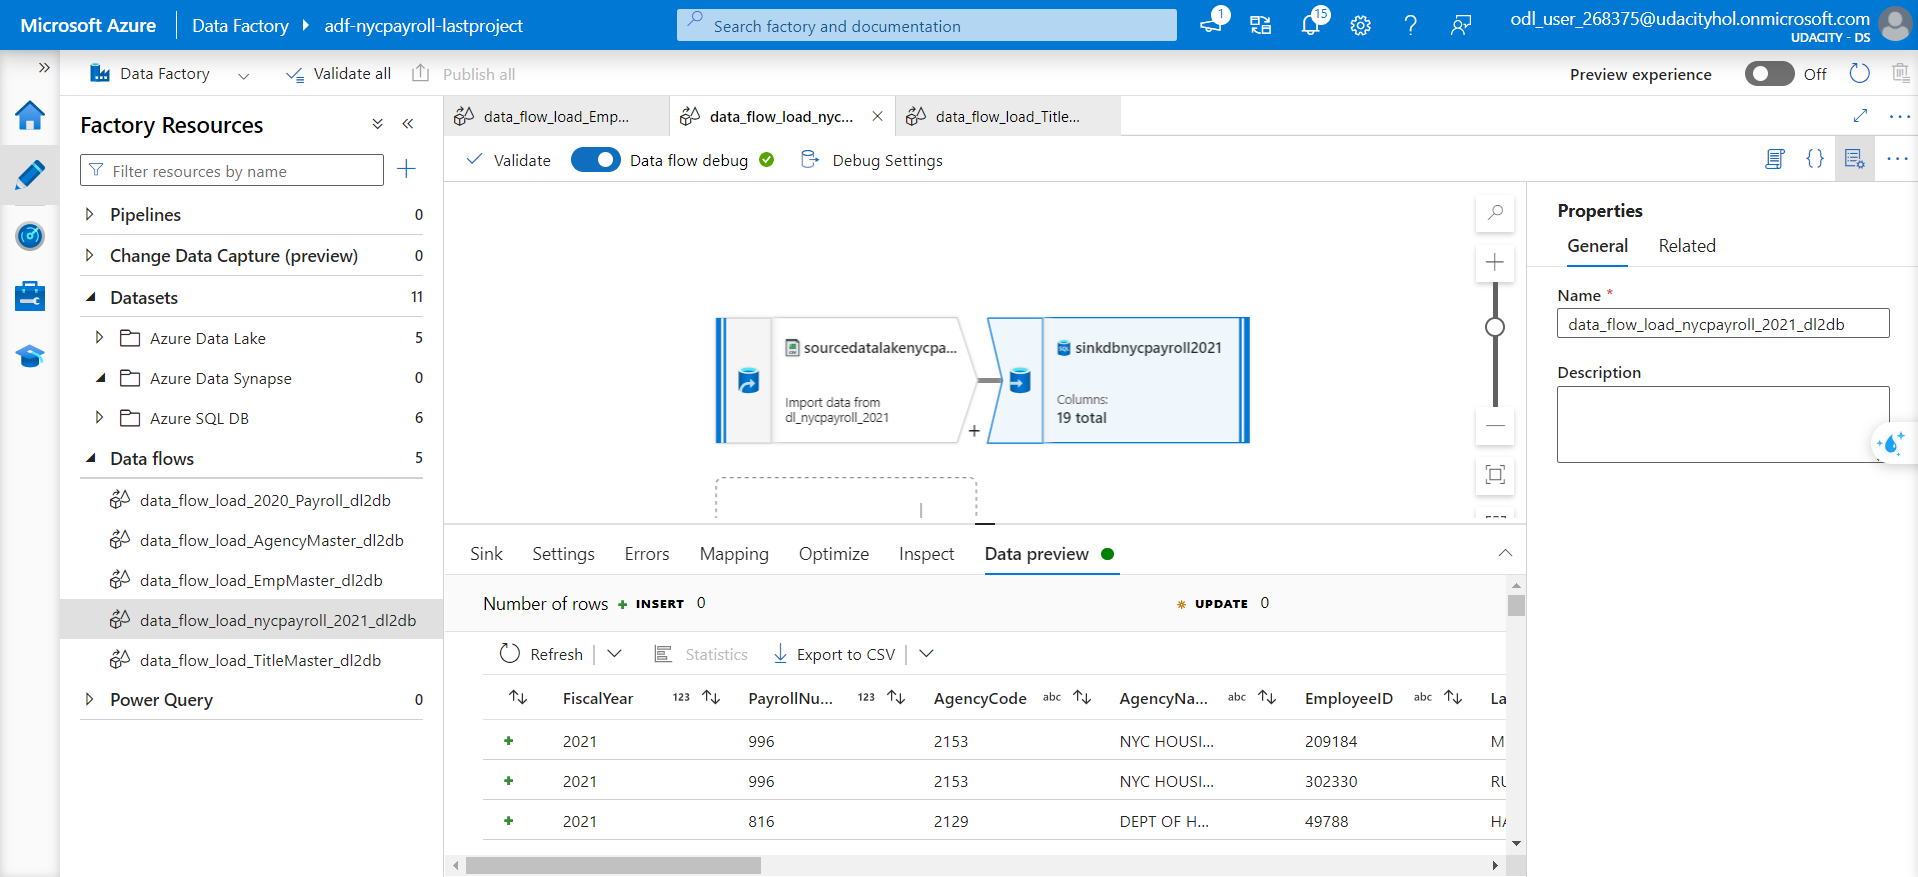 Microsoft Azure
Data Factory
adf-nycpayroll-lastproject
Search factory and documentation
1
15
odl_user_268375@udacityhol.onmicrosoft.com
UDACITY - DS
Data Factory
Validate all
Publish all
Preview experience
Off
Factory Resources
Filter resources by name
Pipelines
0
Change Data Capture (preview)
0
Datasets
11
Azure Data Lake
5
Azure Data Synapse
0
Azure SQL DB
6
Data flows
5
data_flow_load_2020_Payroll_dl2db
data_flow_load_AgencyMaster_dl2db
data_flow_load_EmpMaster_dl2db
data_flow_load_nycpayroll_2021_dl2db
data_flow_load_TitleMaster_dl2db
Power Query
0
data_flow_load_Emp...
data_flow_load_nyc...
data_flow_load_Title...
Validate
Data flow debug
Debug Settings
sourcedatalakenycpa...
Import data from
dl_nycpayroll_2021
sinkdbnycpayroll2021
Columns:
19 total
Sink
Settings
Errors
Mapping
Optimize
Inspect
Data preview
Number of rows
INSERT
0
UPDATE
0
Refresh
Statistics
Export to CSV
FiscalYear
123
PayrollNu...
123
AgencyCode
abc
AgencyNa...
abc
EmployeeID
abc
La
2021
996
2153
NYC HOUSI...
209184
M
2021
996
2153
NYC HOUSI...
302330
RU
2021
816
2129
DEPT OF H...
49788
HA
Properties
General
Related
Name *
data_flow_load_nycpayroll_2021_dl2db
Description